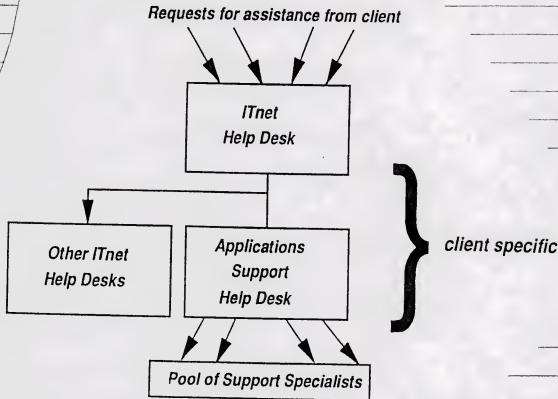 Requests for assistance from client
ITnet
Help Desk
Other ITnet
Help Desks
Applications
Support
Help Desk
client specific
Pool of Support Specialists